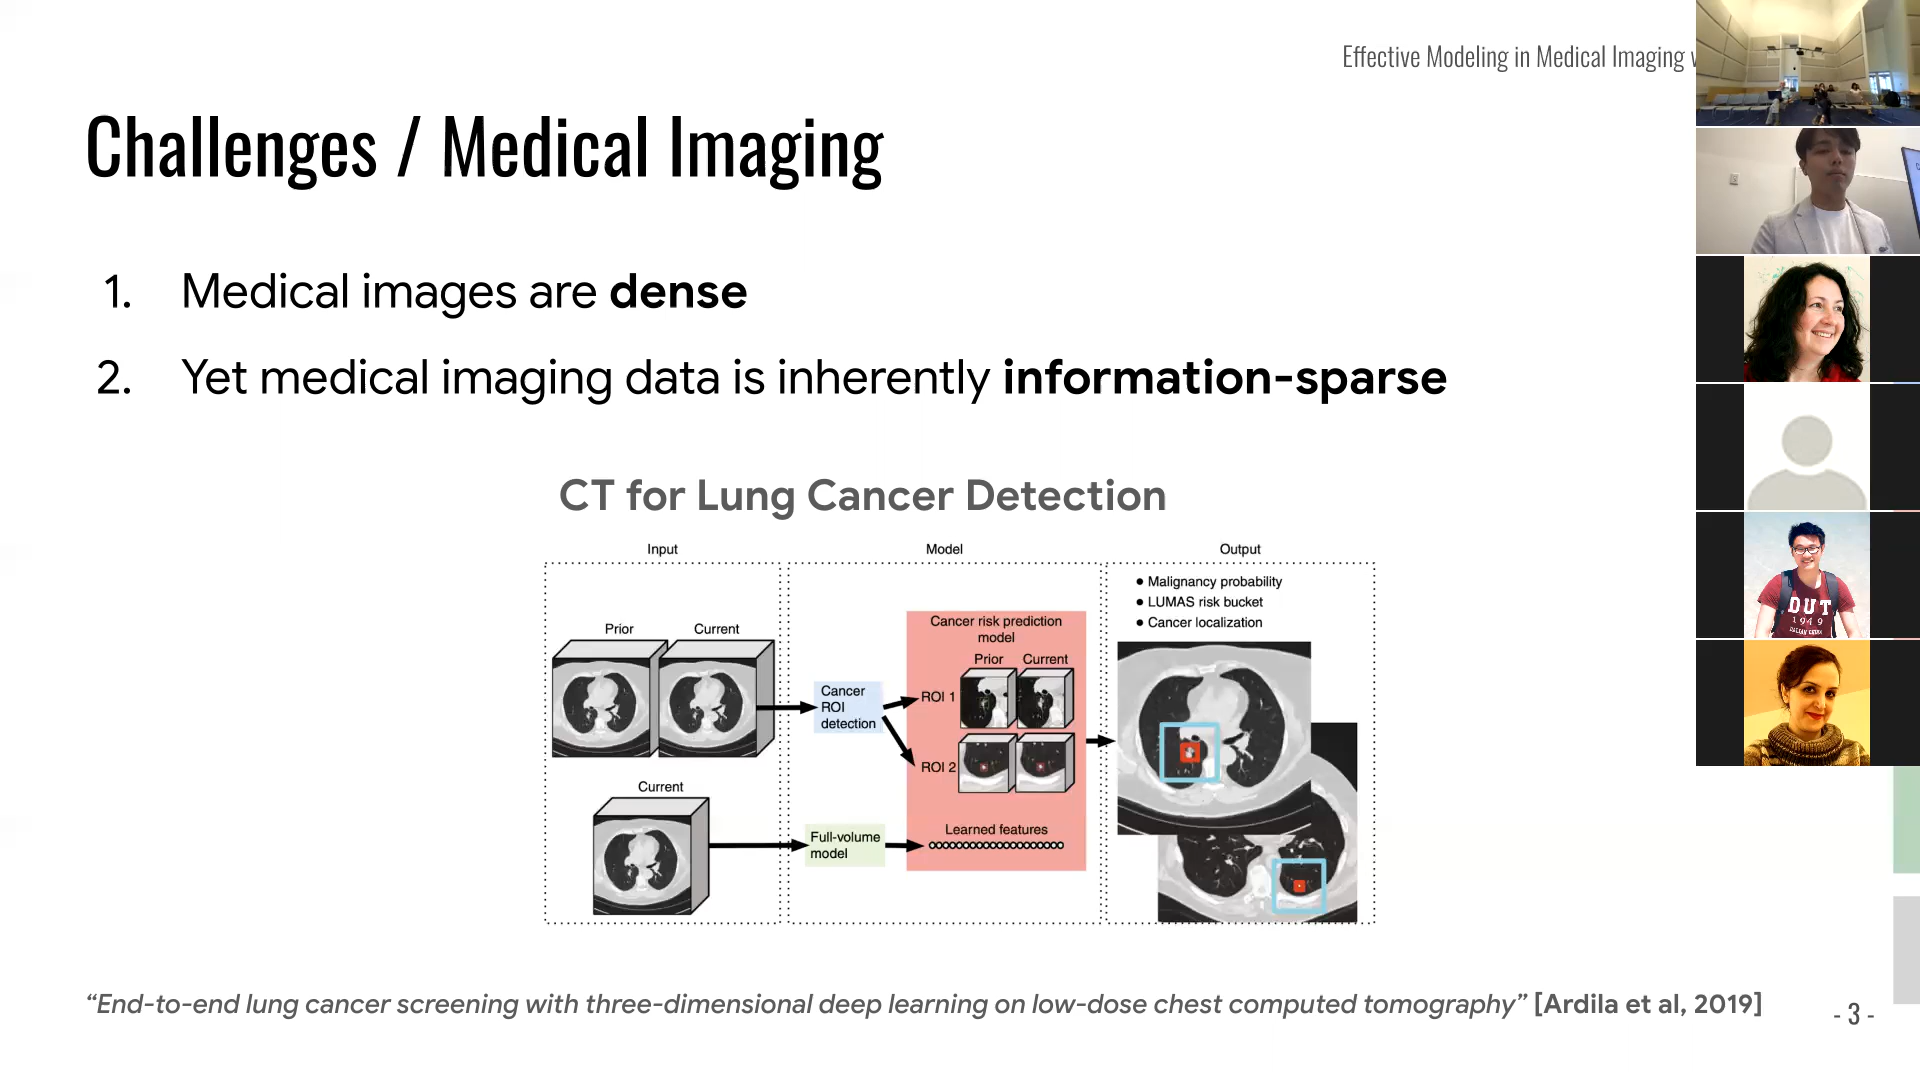 Effective Modeling in Medical Imaging
Challenges / Medical Imaging
1. Medical images are dense
2. Yet medical imaging data is inherently information-sparse
CT for Lung Cancer Detection
Input
Model
Output
Prior
Current
Current
Cancer
ROI
detection
Full-volume
model
Cancer risk prediction
model
Prior
Current
ROI 1
ROI 2
Learned features
● Malignancy probability
● LUMAS risk bucket
● Cancer localization
“End-to-end lung cancer screening with three-dimensional deep learning on low-dose chest computed tomography” [Ardila et al, 2019]
- 3 -
DUT
1949